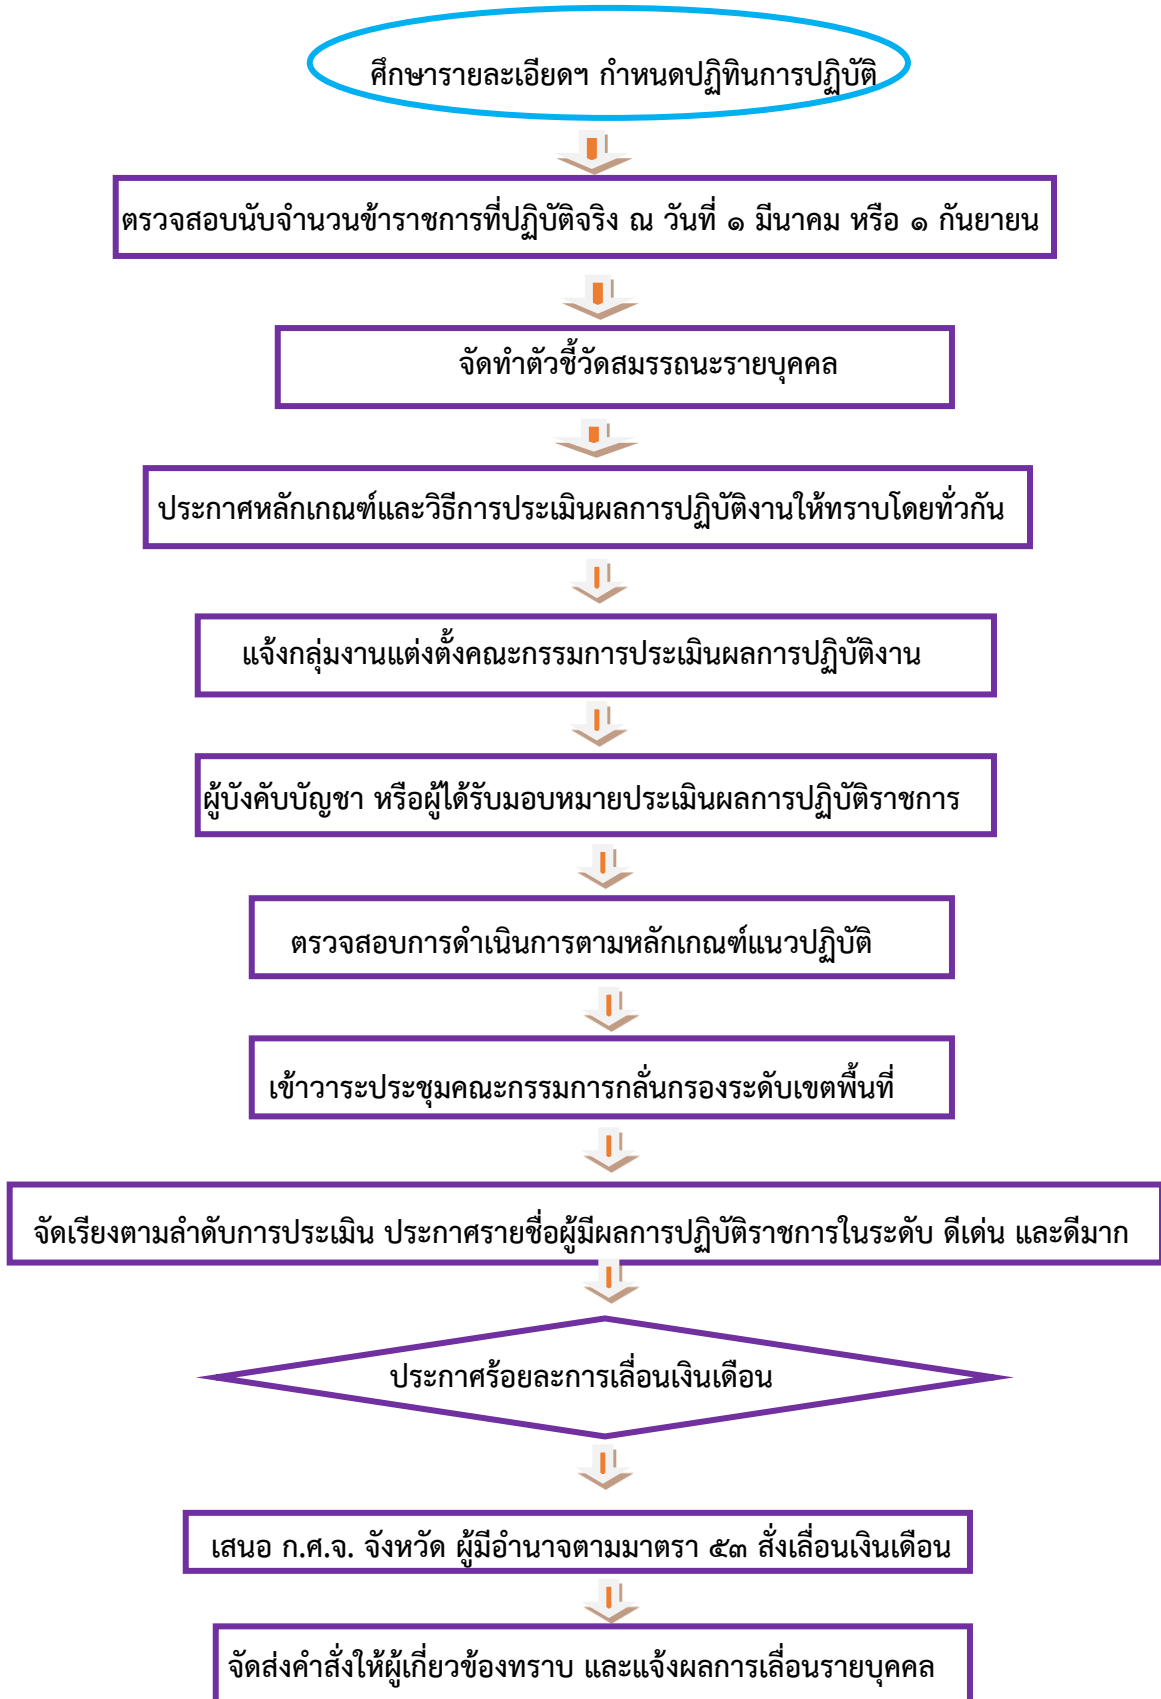 ศึกษารายละเอียดฯ กำหนดปฏิทินการปฏิบัติ
ตรวจสอบนับจำนวนข้าราชการที่ปฏิบัติจริง ณ วันที่ ๑ มีนาคม หรือ ๑ กันยายน
จัดทำตัวชี้วัดสมรรถนะรายบุคคล
ประกาศหลักเกณฑ์และวิธีการประเมินผลการปฏิบัติงานให้ทราบโดยทั่วกัน
แจ้งกลุ่มงานแต่งตั้งคณะกรรมการประเมินผลการปฏิบัติงาน
ผู้บังคับบัญชา หรือผู้ได้รับมอบหมายประเมินผลการปฏิบัติราชการ
ตรวจสอบการดำเนินการตามหลักเกณฑ์แนวปฏิบัติ
เข้าวาระประชุมคณะกรรมการกลั่นกรองระดับเขตพื้นที่
จัดเรียงตามลำดับการประเมิน ประกาศรายชื่อผู้มีผลการปฏิบัติราชการในระดับ ดีเด่น และดีมาก
ประกาศร้อยละการเลื่อนเงินเดือน
เสนอ ก.ศ.จ. จังหวัด ผู้มีอำนาจตามมาตรา ๕๓ สั่งเลื่อนเงินเดือน
จัดส่งคำสั่งให้ผู้เกี่ยวข้องทราบ และแจ้งผลการเลื่อนรายบุคคล